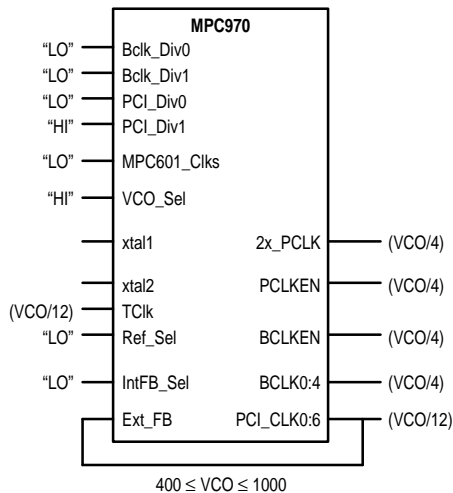 MPC970
“LO” Bclk_Div0
“LO” Bclk_Div1
“LO” PCI_Div0
“HI” PCI_Div1
“LO” MPC601_Clks
“HI” VCO_Sel
xtal1 2x_PCLK (VCO/4)
xtal2 PCLKEN (VCO/4)
(VCO/12) TClk
“LO” Ref_Sel BCLKEN (VCO/4)
“LO” IntFB_Sel BCLK0:4 (VCO/4)
Ext_FB PCI_CLK0:6 (VCO/12)
400 ≤ VCO ≤ 1000